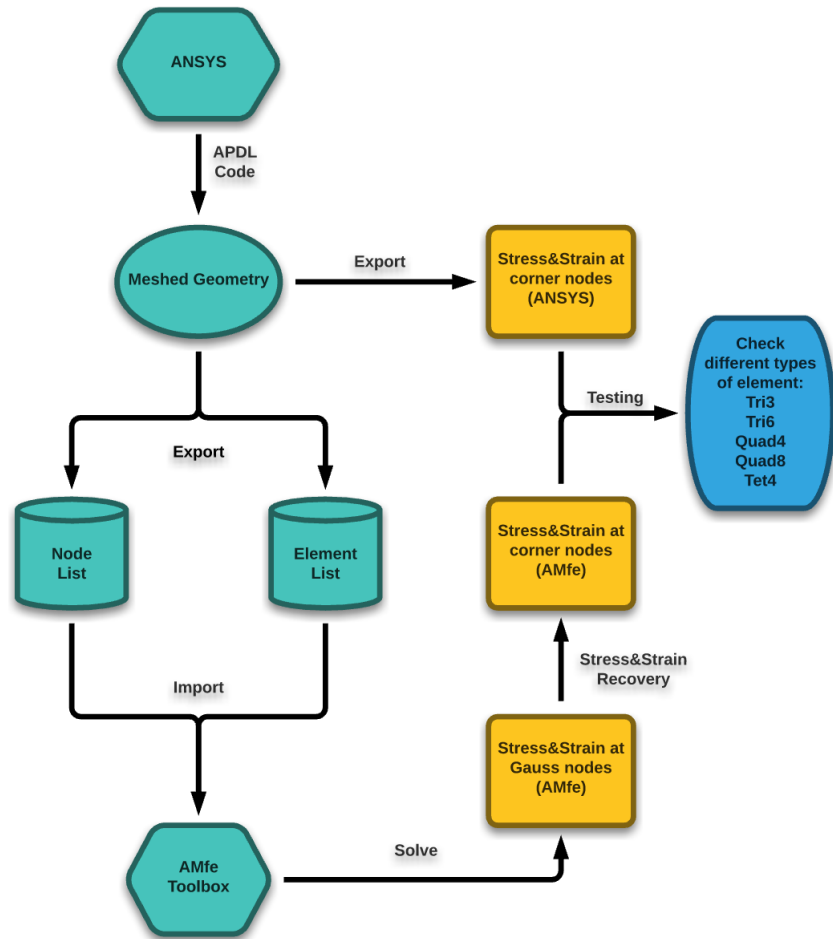 ANSYS
APDL
Code
Meshed Geometry
Export
Stress&Strain at
corner nodes
(ANSYS)
Testing
Check
different types
of element:
Tri3
Tri6
Quad4
Quad8
Tet4
Export
Node
List
Element
List
Stress&Strain at
corner nodes
(AMfe)
Import
Stress&Strain
Recovery
Stress&Strain at
Gauss nodes
(AMfe)
AMfe
Toolbox
Solve